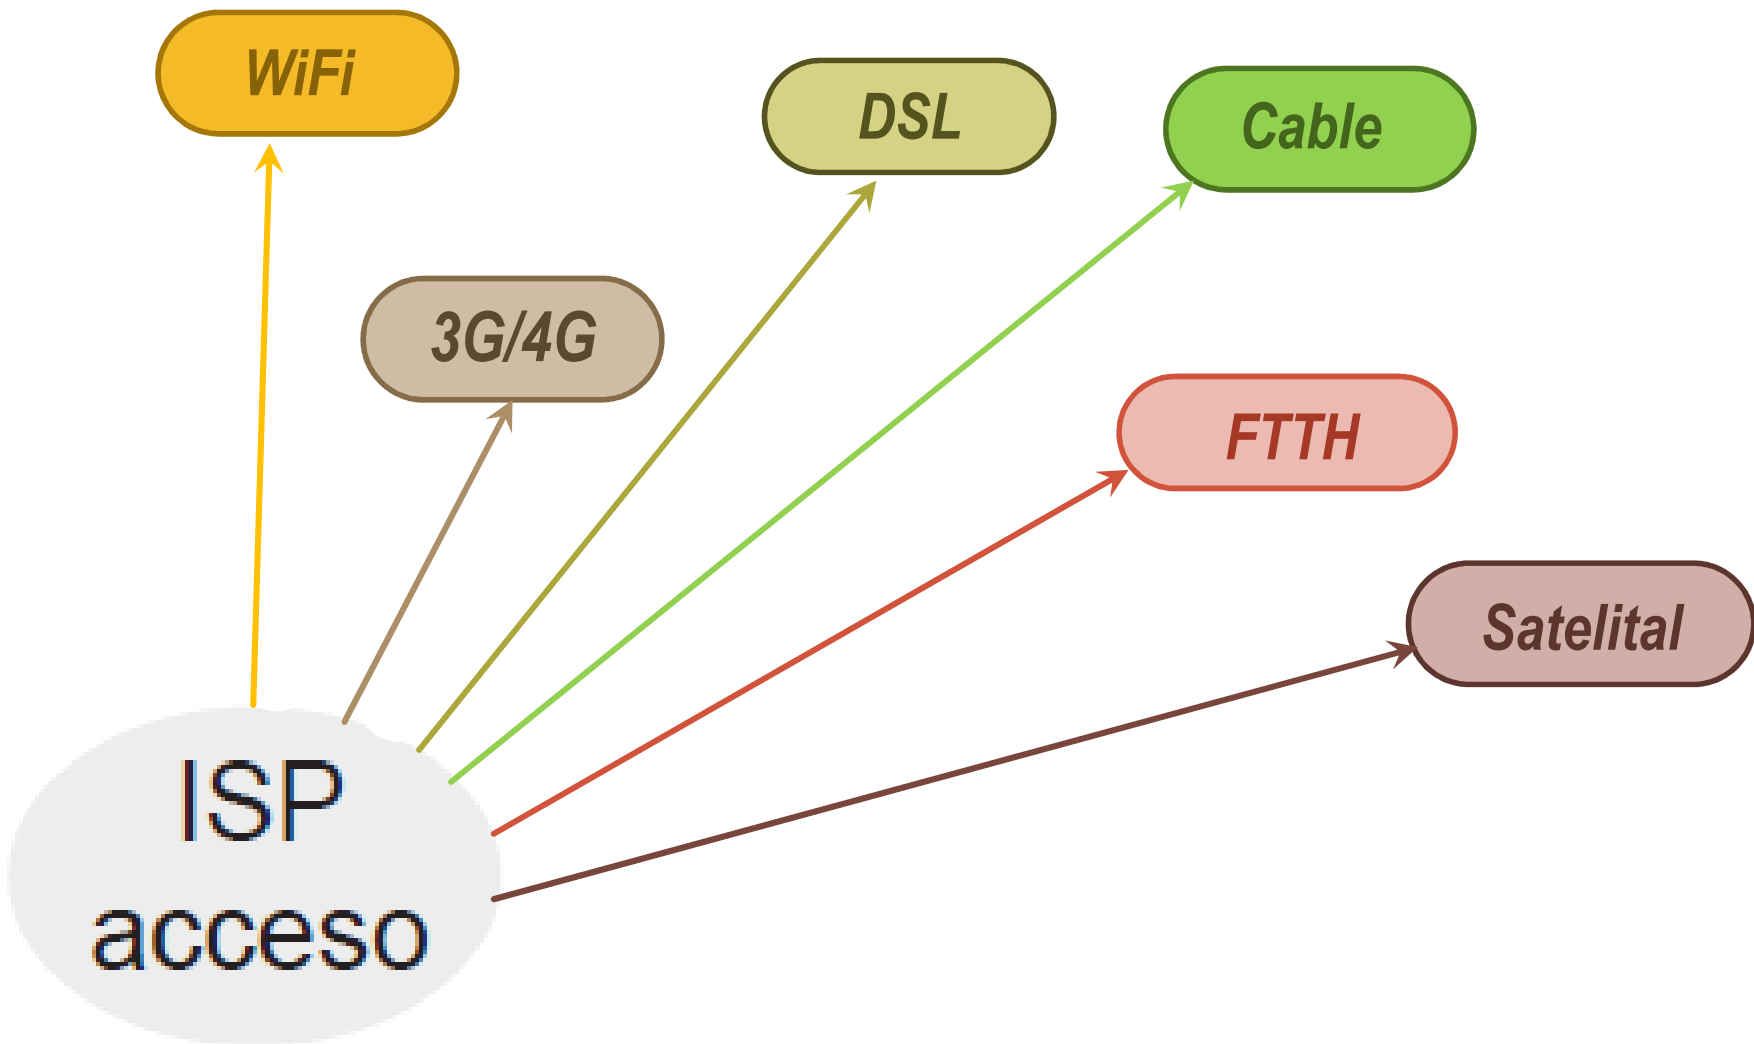 WiFi
DSL
Cable
3G/4G
FTTH
Satelital
ISP
acceso